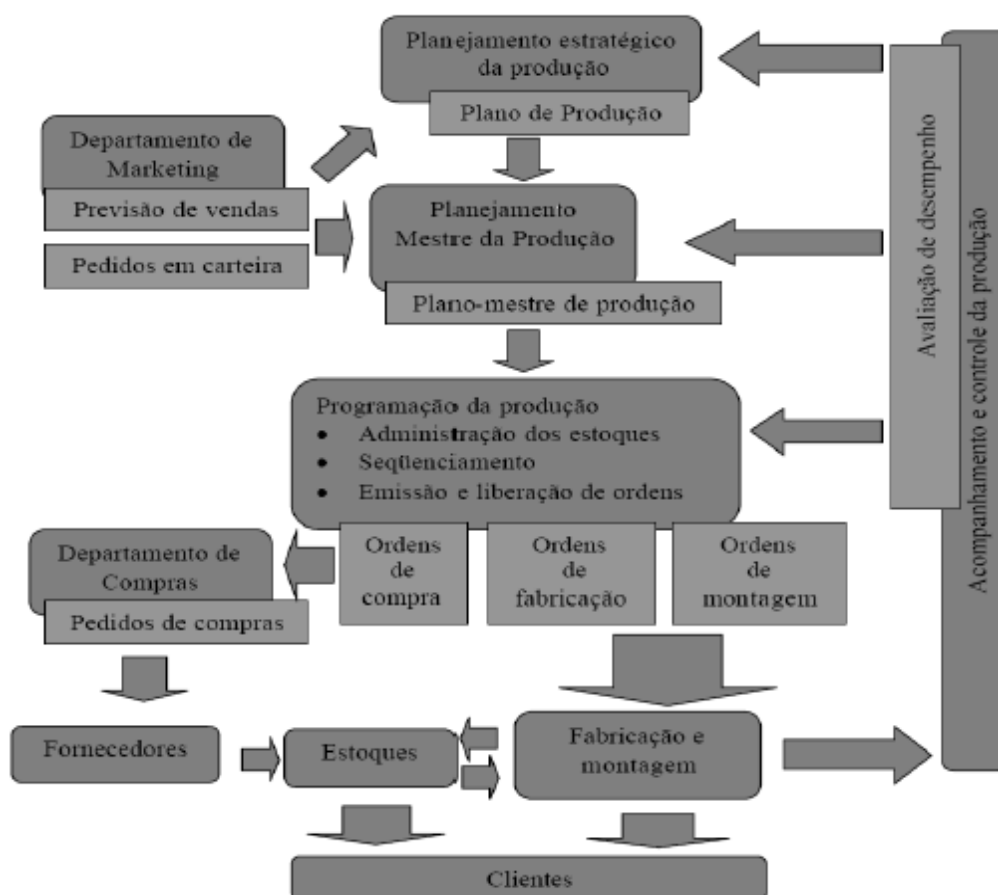 Planejamento estratégico
da produção
Plano de Produção
Departamento de
Marketing
Previsão de vendas
Pedidos em carteira
Planejamento
Mestre da Produção
Plano-mestre de produção
Programação da produção
• Administração dos estoques
• Seqüenciamento
• Emissão e liberação de ordens
Ordens
de
compra
Ordens
de
fabricação
Ordens
de
montagem
Departamento de
Compras
Pedidos de compras
Fornecedores
Estoques
Fabricação e
montagem
Clientes
Avaliação de desempenho
Acompanhamento e controle da produção